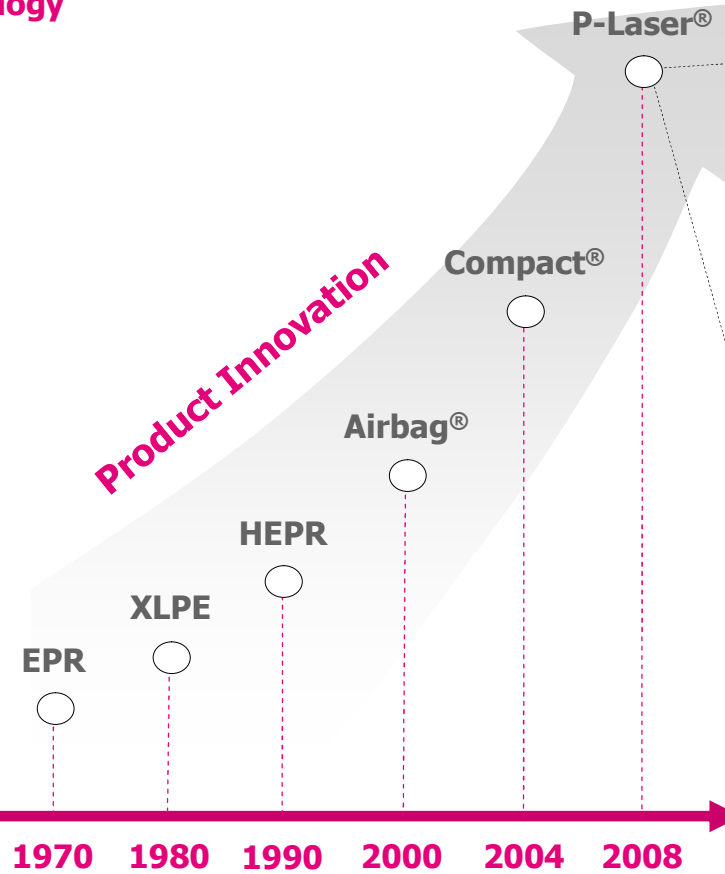 P-Laser®
Compact®
Product Innovation
Airbag®
HEPR
XLPE
EPR
1970 1980 1990 2000 2004 2008